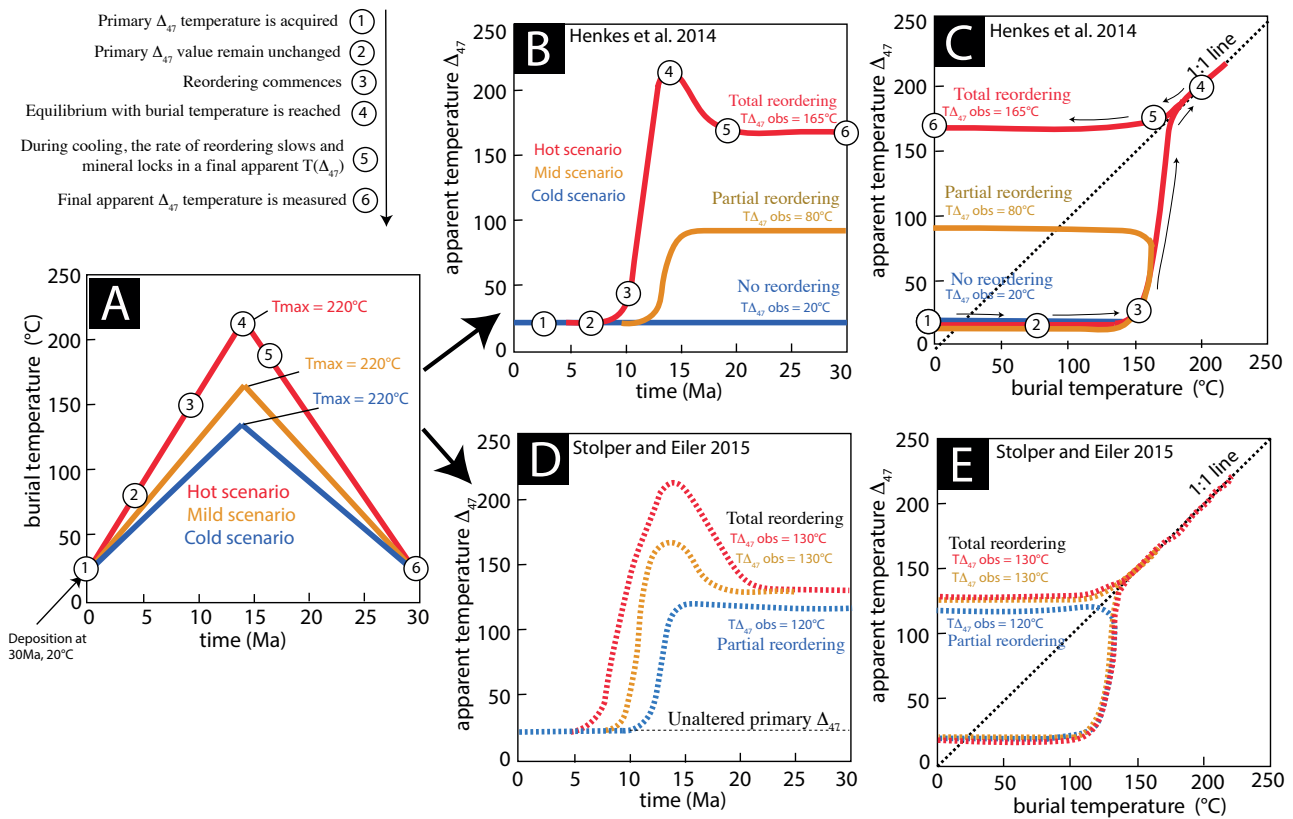 Primary Δ47 temperature is acquired 1
Primary Δ47 value remain unchanged 2
Reordering commences 3
Equilibrium with burial temperature is reached 4
During cooling, the rate of reordering slows and
mineral locks in a final apparent T(Δ47) 5
Final apparent Δ47 temperature is measured 6
A
burial temperature (°C)
250
200
150
100
50
0
0 5 10 15 20 25 30
time (Ma)
Tmax = 220°C
Tmax = 220°C
Tmax = 220°C
1
2
3
4
5
6
Hot scenario
Mild scenario
Cold scenario
Deposition at
30Ma, 20°C
B
Henkes et al. 2014
apparent temperature Δ47
200
150
100
50
0
0 5 10 15 20 25 30
time (Ma)
Total reordering
TΔ47 obs = 165°C
Hot scenario
Mid scenario
Cold scenario
Partial reordering
TΔ47 obs = 80°C
No reordering
TΔ47 obs = 20°C
1
2
3
4
5
6
C
Henkes et al. 2014
apparent temperature Δ47
250
200
150
100
50
0
0 50 100 150 200 250
burial temperature (°C)
1:1 line
Total reordering
TΔ47 obs = 165°C
Partial reordering
TΔ47 obs = 80°C
No reordering
TΔ47 obs = 20°C
1
2
3
4
5
6
D
Stolper and Eiler 2015
apparent temperature Δ47
250
200
150
100
50
0
0 5 10 15 20 25 30
time (Ma)
Total reordering
TΔ47 obs = 130°C
TΔ47 obs = 130°C
TΔ47 obs = 120°C
Partial reordering
Unaltered primary Δ47
E
Stolper and Eiler 2015
apparent temperature Δ47
250
200
150
100
50
0
0 50 100 150 200 250
burial temperature (°C)
1:1 line
Total reordering
TΔ47 obs = 130°C
TΔ47 obs = 130°C
TΔ47 obs = 120°C
Partial reordering